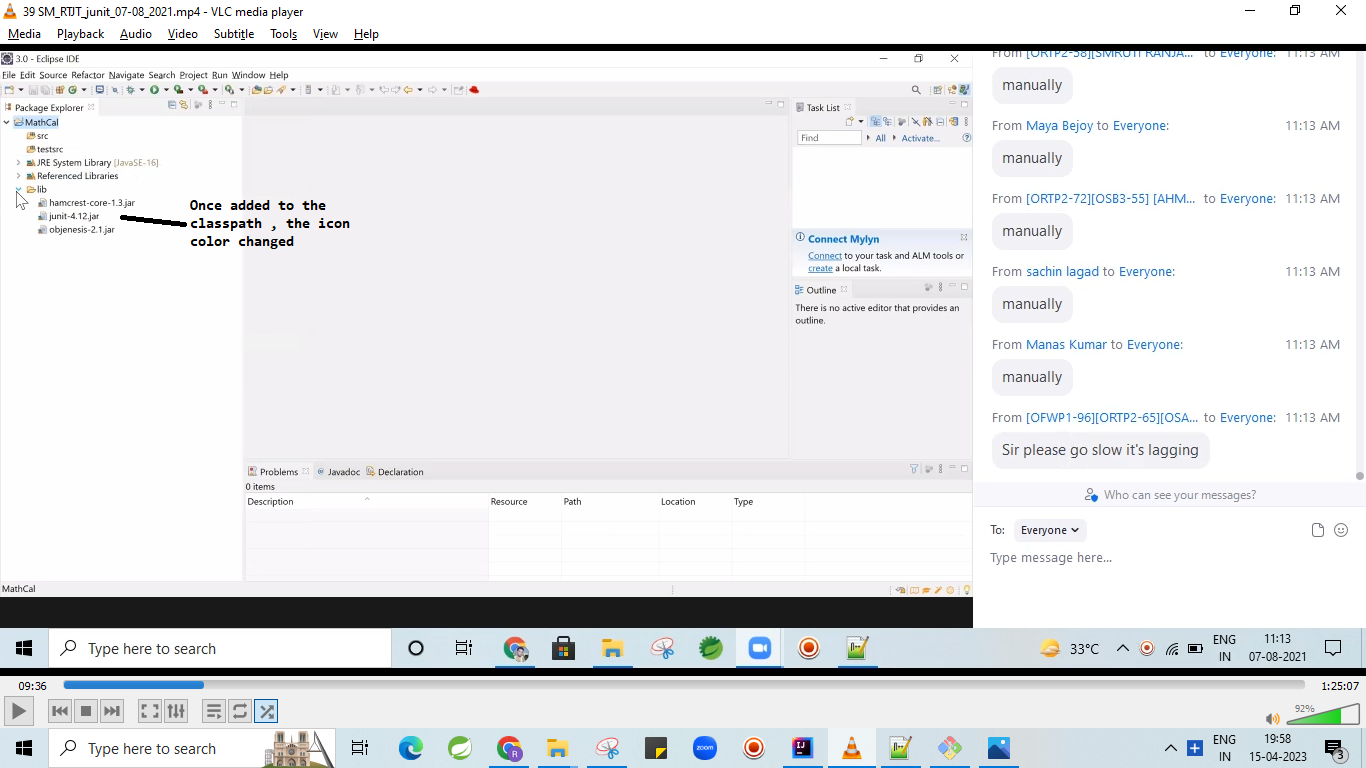 39 SM_RTJT_junit_07-08_2021.mp4 - VLC media player
Media Playback Audio Video Subtitle Tools View Help
3.0 - Eclipse IDE
File Edit Source Refactor Navigate Search Project Run Window Help
Package Explorer
MathCal
src
testsrc
JRE System Library [JavaSE-16]
Referenced Libraries
lib
hamcrest-core-1.3.jar
junit-4.12.jar
objenesis-2.1.jar
Once added to the
classpath , the icon
color changed
Task List
Find
All
Activate...
Connect Mylyn
Connect to your task and ALM tools or
create a local task.
Outline
There is no active editor that provides an
outline.
Problems Javadoc Declaration
0 items
Description Resource Path Location Type
MathCal
From [ORTP2-58][SMRUTI RANJA... to Everyone: 11:13 AM
manually
From Maya Bejoy to Everyone: 11:13 AM
manually
From [ORTP2-72][OSB3-55] [AHM... to Everyone: 11:13 AM
manually
From sachin lagad to Everyone: 11:13 AM
manually
From Manas Kumar to Everyone: 11:13 AM
manually
From [OFWP1-96][ORTP2-65][OSA... to Everyone: 11:13 AM
Sir please go slow it's lagging
Who can see your messages?
To: Everyone
Type message here...
Type here to search
33°C
ENG
IN
11:13
07-08-2021
09:36
1:25:07
92%
Type here to search
zoom
ENG
IN
19:58
15-04-2023
3